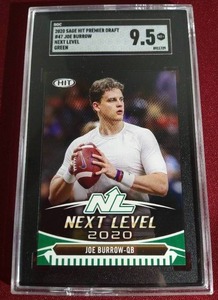 SGC
2020 SAGE HIT PREMIER DRAFT
#47 JOE BURROW
NEXT LEVEL
GREEN
9.5
HIT
NL
NEXT LEVEL
2020
JOE BURROW-QB